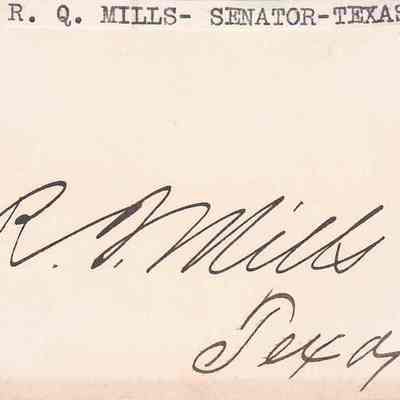 R. Q. MILLS- SENATOR-TEXAS
R. Q. Mills
Texas